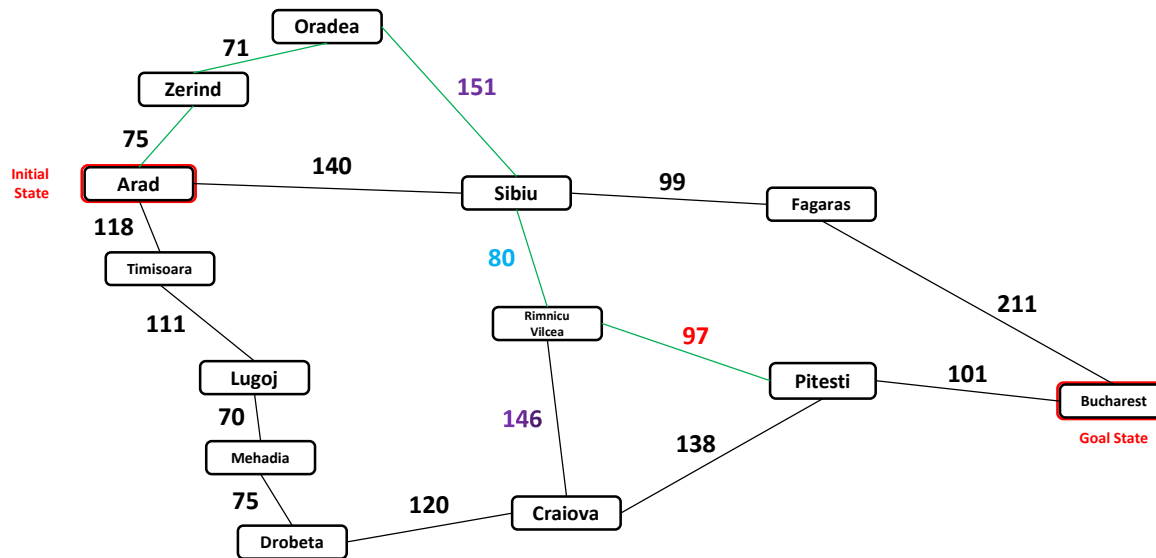 Oradea
71
Zerind
151
75
Initial
State
Arad
140
Sibiu
99
Fagaras
118
Timisoara
80
111
Rimnicu
Vilcea
97
211
Lugoj
Pitesti
101
Bucharest
70
146
138
Goal State
Mehadia
75
120
Craiova
Drobeta